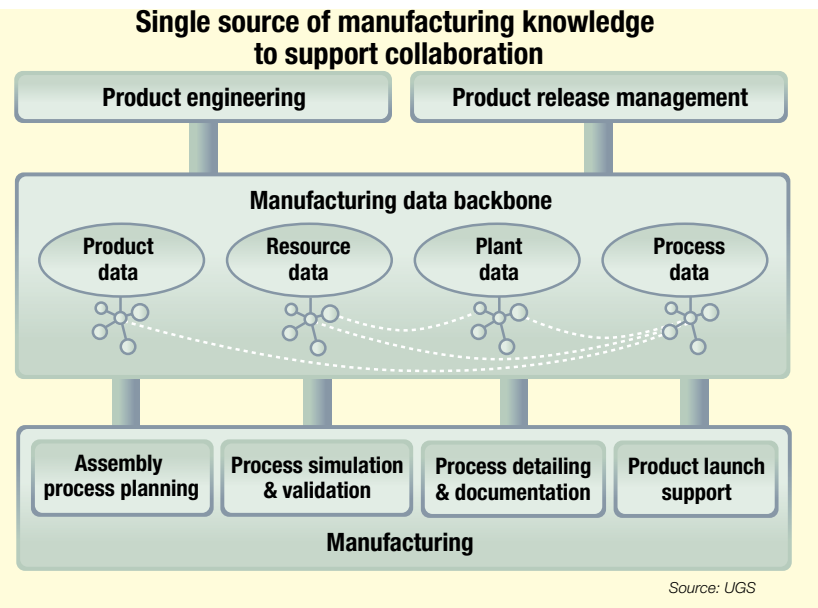 Single source of manufacturing knowledge
to support collaboration
Product engineering
Product release management
Manufacturing data backbone
Product
data
Resource
data
Plant
data
Process
data
Assembly
process planning
Process simulation
& validation
Process detailing
& documentation
Product launch
support
Manufacturing
Source: UGS